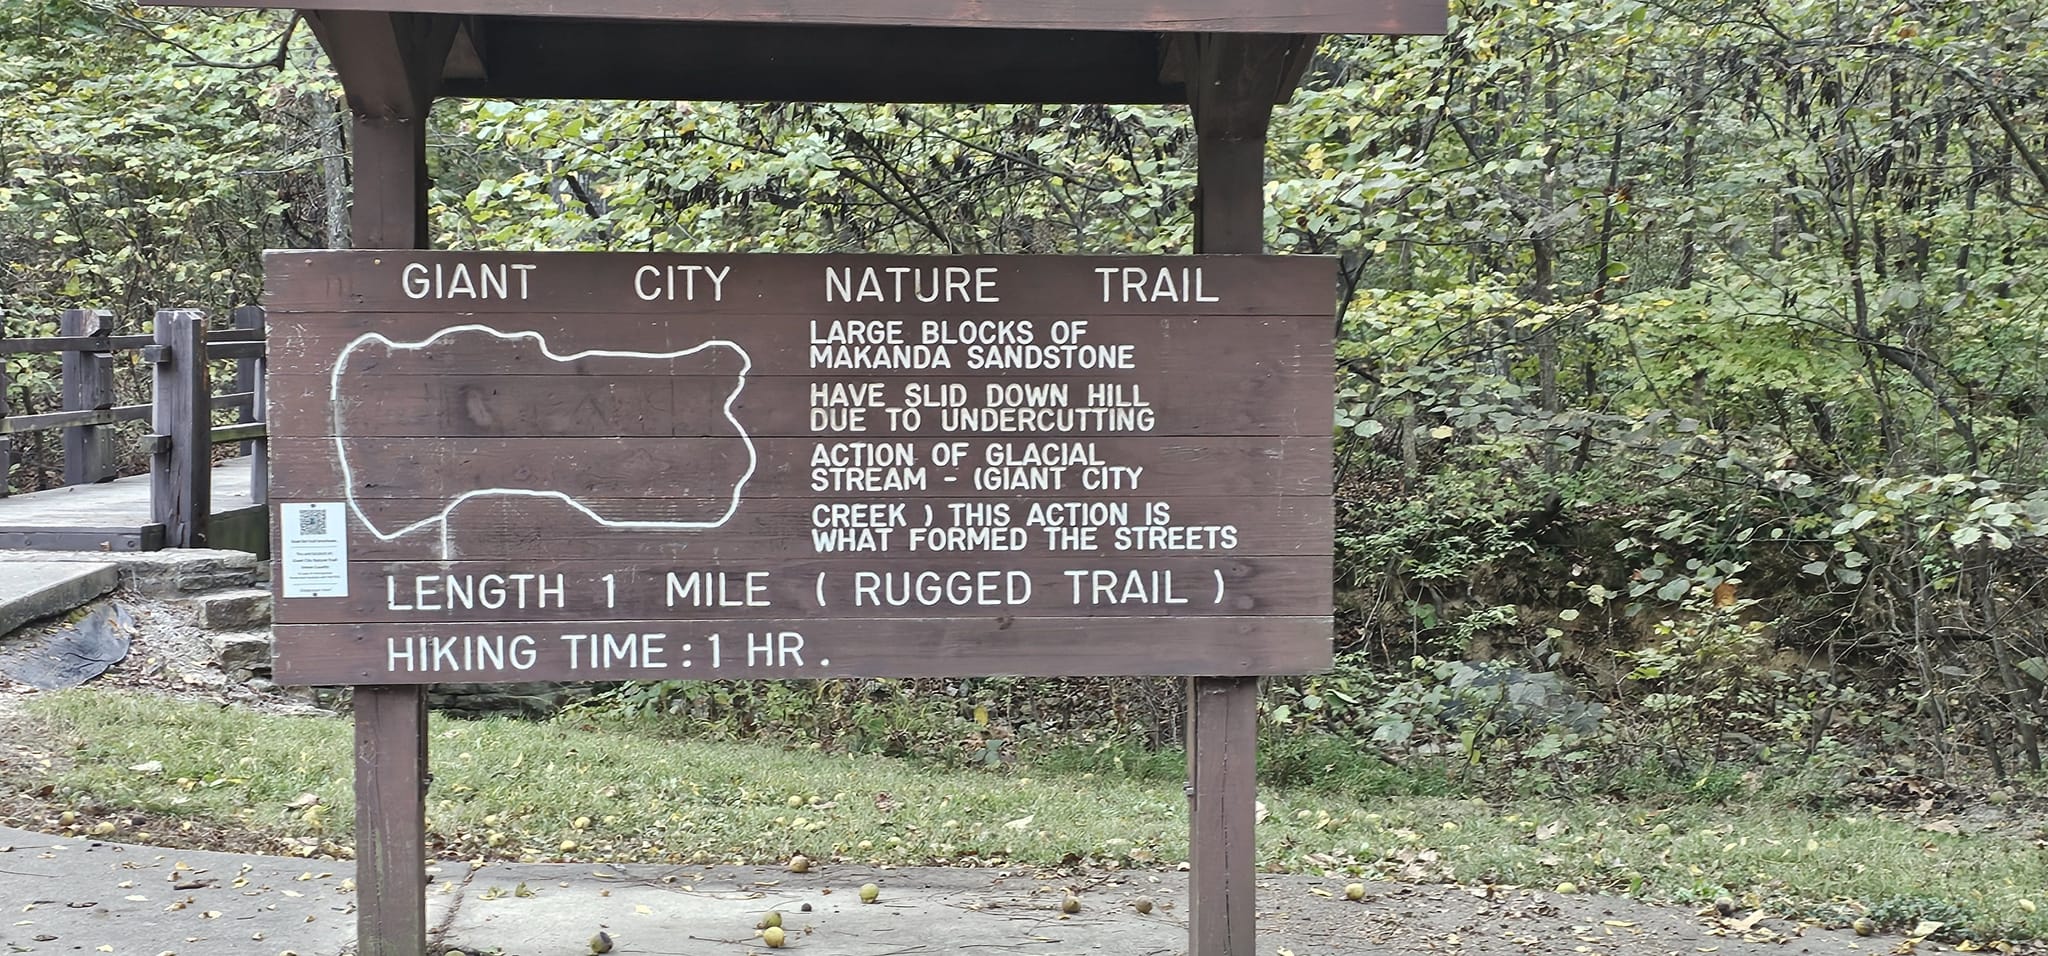 GIANT CITY NATURE TRAIL
LARGE BLOCKS OF
MAKANDA SANDSTONE
HAVE SLID DOWN HILL
DUE TO UNDERCUTTING
ACTION OF GLACIAL
STREAM - (GIANT CITY
CREEK ) THIS ACTION IS
WHAT FORMED THE STREETS
LENGTH 1 MILE ( RUGGED TRAIL )
HIKING TIME : 1 HR .